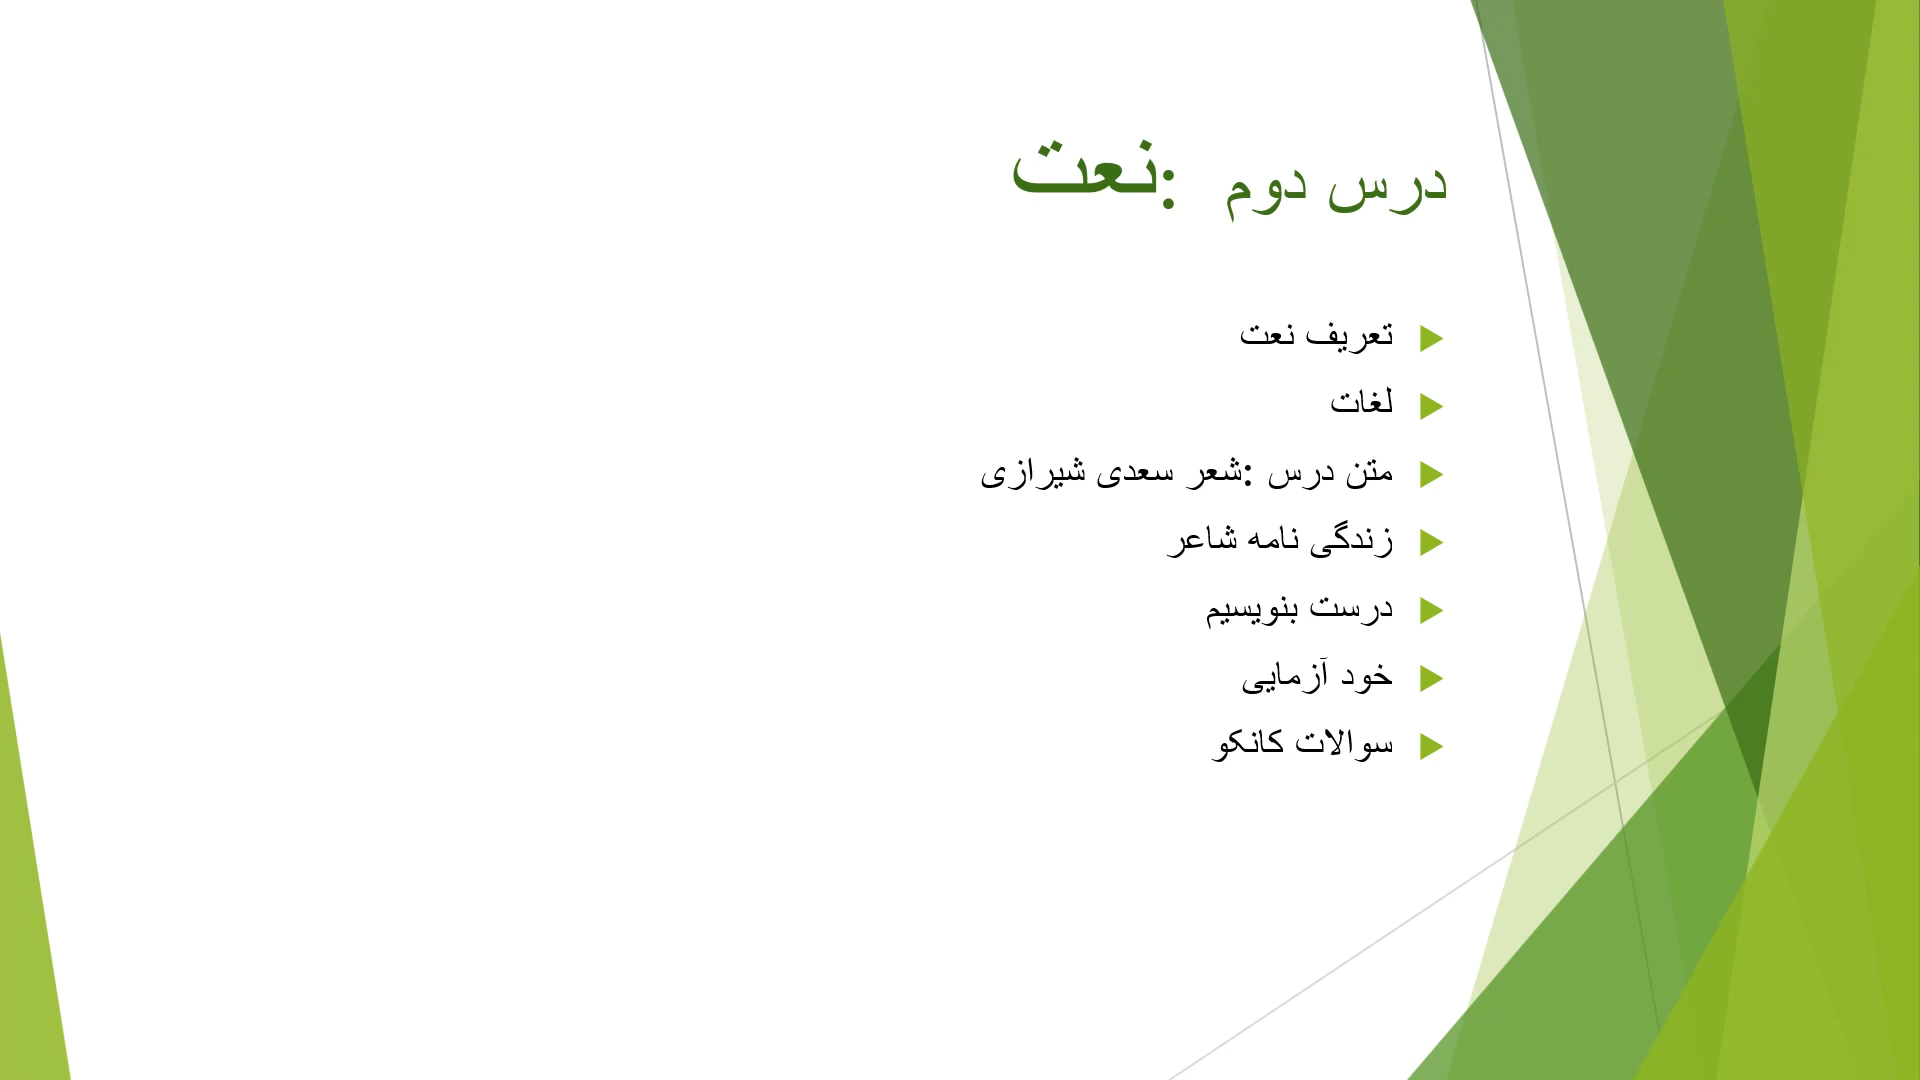 درس دوم :نعت
تعریف نعت
لغات
متن درس :شعر سعدی شیرازی
زندگی نامه شاعر
درست بنویسیم
خود آزمایی
سوالات کانکو